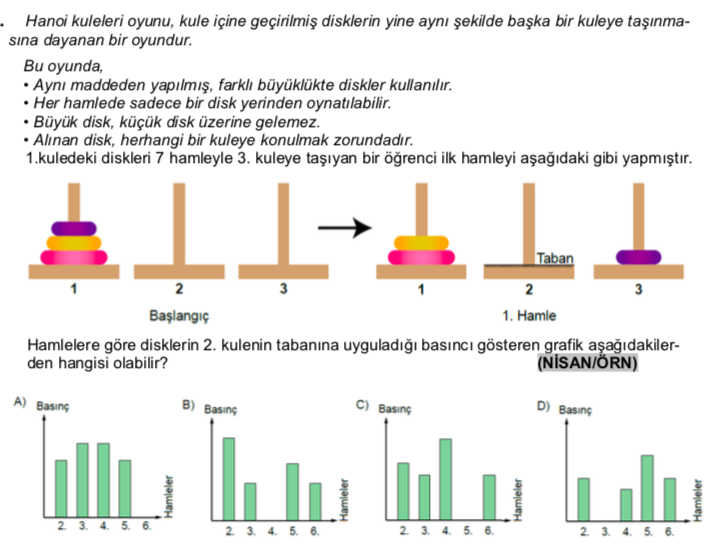 . Hanoi kuleleri oyunu, kule içine geçirilmiş disklerin yine aynı şekilde başka bir kuleye taşınma-
sına dayanan bir oyundur.
Bu oyunda,
• Aynı maddeden yapılmış, farklı büyüklükte diskler kullanılır.
• Her hamlede sadece bir disk yerinden oynatılabilir.
• Büyük disk, küçük disk üzerine gelemez.
• Alınan disk, herhangi bir kuleye konulmak zorundadır.
1.kuledeki diskleri 7 hamleyle 3. kuleye taşıyan bir öğrenci ilk hamleyi aşağıdaki gibi yapmıştır.
Taban
1 2 3 1 2 3
Başlangıç 1. Hamle
Hamlelere göre disklerin 2. kulenin tabanına uyguladığı basıncı gösteren grafik aşağıdakiler-
den hangisi olabilir? (NİSAN/ÖRN)
A) Basınç B) Basınç C) Basınç D) Basınç
Hamleler Hamleler Hamleler Hamleler
2. 3. 4. 5. 6. 2. 3. 4. 5. 6. 2. 3. 4. 5. 6. 2. 3. 4. 5. 6.